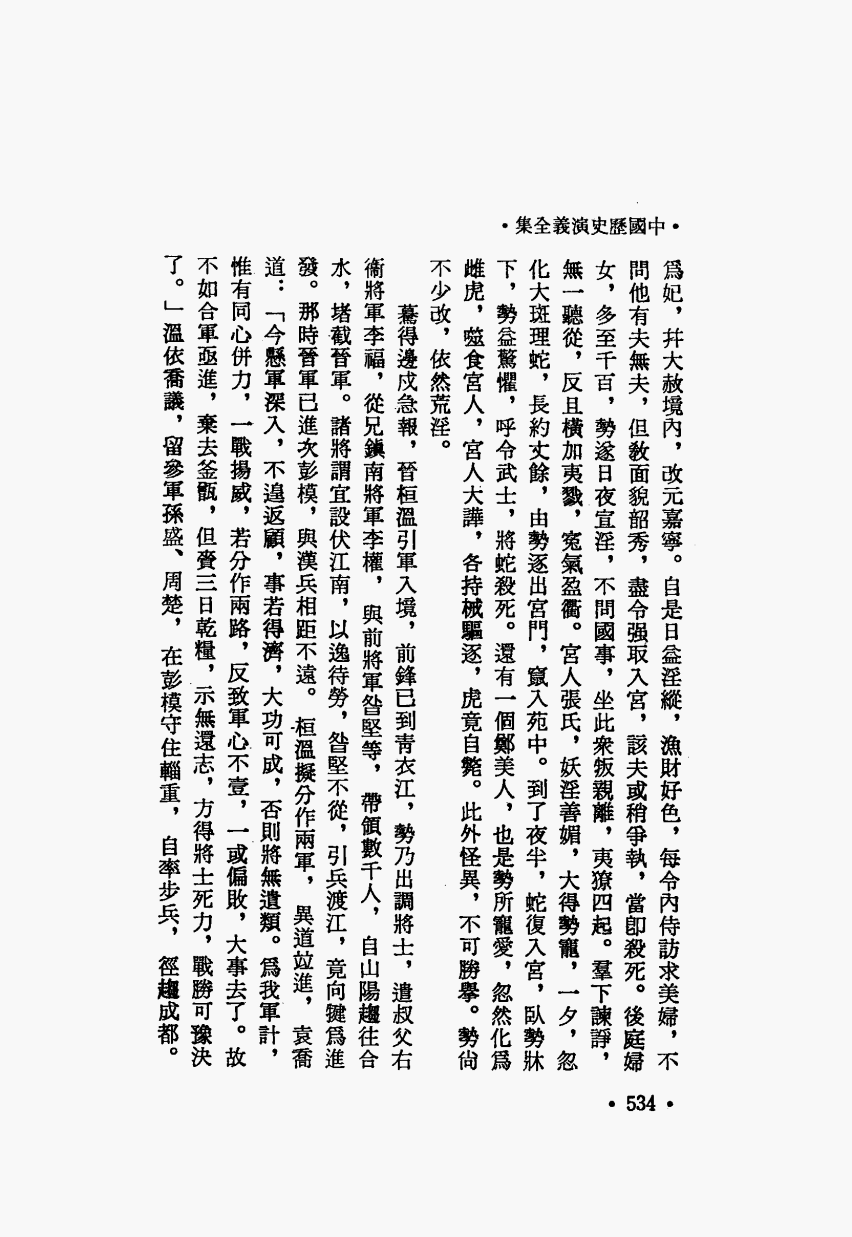 •中國歷史演義全集•
爲妃，幷大赦境內，改元嘉寧。自是日益淫縱，漁財好色，每令內侍訪求美婦，不
問他有夫無夫，但敎面貌韶秀，盡令强取入宮，該夫或稍爭執，當卽殺死。後庭婦
女，多至千百，勢遂日夜宣淫，不問國事，坐此衆叛親離，夷獠四起。羣下諫諍，
無一聽從，反且橫加夷戮，寃氣盈衢。宮人張氏，妖淫善媚，大得勢寵，一夕，忽
化大斑理蛇，長約丈餘，由勢逐出宮門，竄入苑中。到了夜半，蛇復入宮，臥勢牀
下，勢益驚懼，呼令武士，將蛇殺死。還有一個鄭美人，也是勢所寵愛，忽然化爲
雌虎，噬食宮人，宮人大譁，各持械驅逐，虎竟自斃。此外怪異，不可勝擧。勢尙
不少改，依然荒淫。
驀得邊戍急報，晉桓溫引軍入境，前鋒已到靑衣江，勢乃出調將士，遣叔父右
衞將軍李福，從兄鎭南將軍李權，與前將軍昝堅等，帶領數千人，自山陽趨往合
水，堵截晉軍。諸將謂宜設伏江南，以逸待勞，昝堅不從，引兵渡江，竟向犍爲進
發。那時晉軍已進次彭模，與漢兵相距不遠。桓溫擬分作兩軍，異道竝進，袁喬
道：「今懸軍深入，不遑返顧，事若得濟，大功可成，否則將無遺類。爲我軍計，
惟有同心併力，一戰揚威，若分作兩路，反致軍心不壹，一或偏敗，大事去了。故
不如合軍亟進，棄去釜甑，但賫三日乾糧，示無還志，方得將士死力，戰勝可豫決
了。」溫依喬議，留參軍孫盛、周楚，在彭模守住輜重，自率步兵，徑趨成都。
•534•